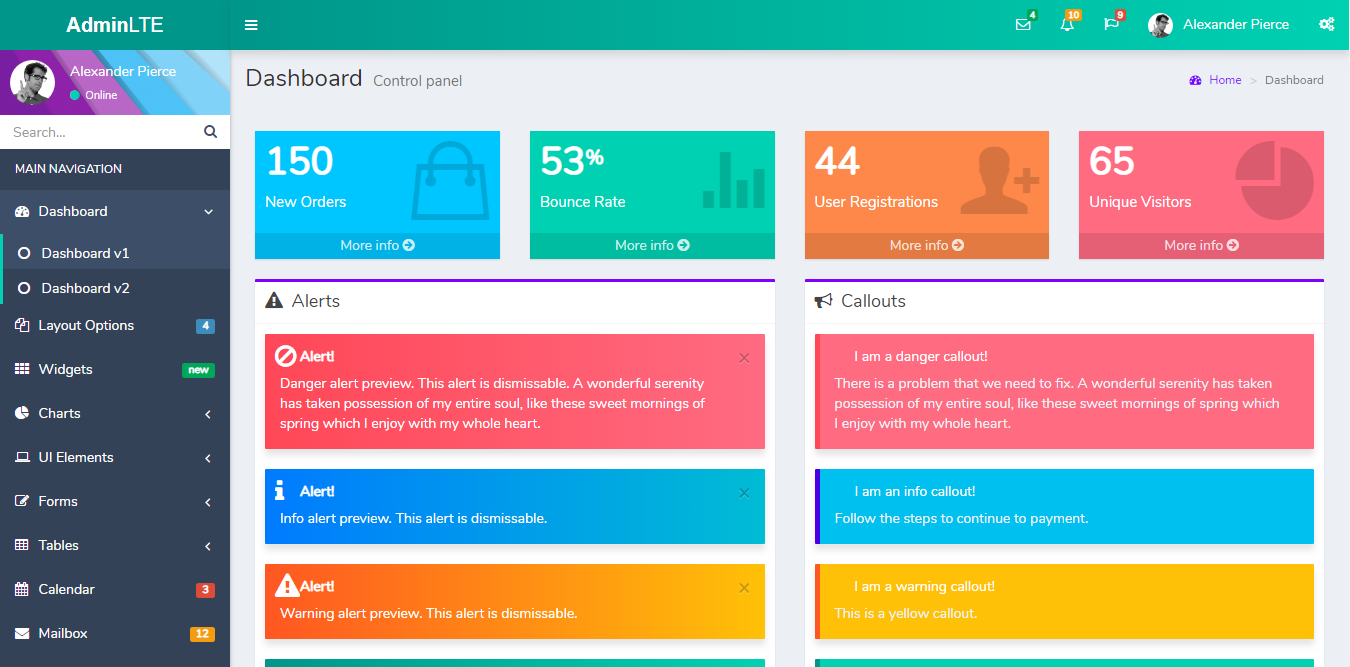 AdminLTE
4
10
9
Alexander Pierce
Alexander Pierce
Online
Search...
MAIN NAVIGATION
Dashboard
Dashboard v1
Dashboard v2
Layout Options 4
Widgets new
Charts
UI Elements
Forms
Tables
Calendar 3
Mailbox 12
Dashboard Control panel
Home > Dashboard
150
New Orders
More info
53%
Bounce Rate
More info
44
User Registrations
More info
65
Unique Visitors
More info
Alerts
Alert! ×
Danger alert preview. This alert is dismissable. A wonderful serenity
has taken possession of my entire soul, like these sweet mornings of
spring which I enjoy with my whole heart.
Alert! ×
Info alert preview. This alert is dismissable.
Alert! ×
Warning alert preview. This alert is dismissable.
Callouts
I am a danger callout!
There is a problem that we need to fix. A wonderful serenity has taken
possession of my entire soul, like these sweet mornings of spring which
I enjoy with my whole heart.
I am an info callout!
Follow the steps to continue to payment.
I am a warning callout!
This is a yellow callout.